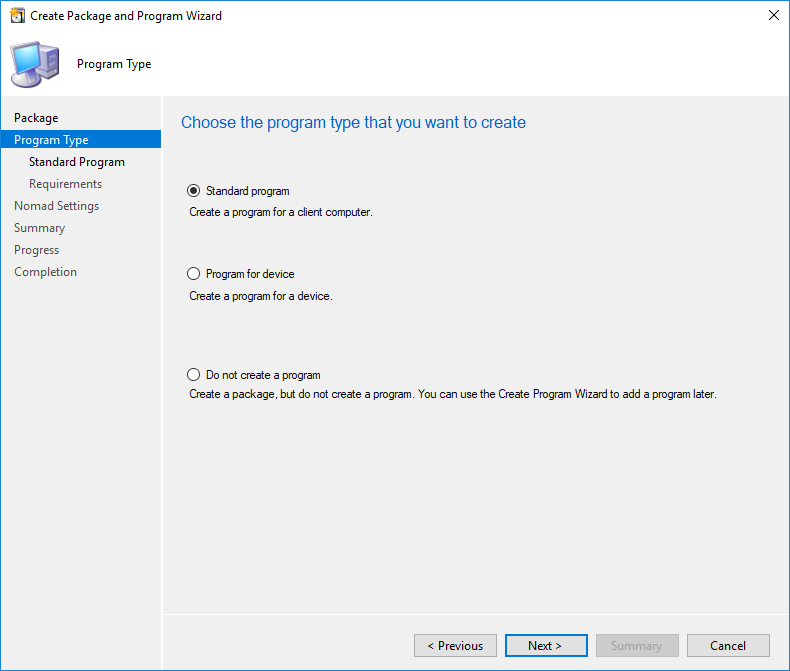 Create Package and Program Wizard
Program Type
Package
Program Type
Standard Program
Requirements
Nomad Settings
Summary
Progress
Completion
Choose the program type that you want to create
Standard program
Create a program for a client computer.
Program for device
Create a program for a device.
Do not create a program
Create a package, but do not create a program. You can use the Create Program Wizard to add a program later.
< Previous
Next >
Summary
Cancel